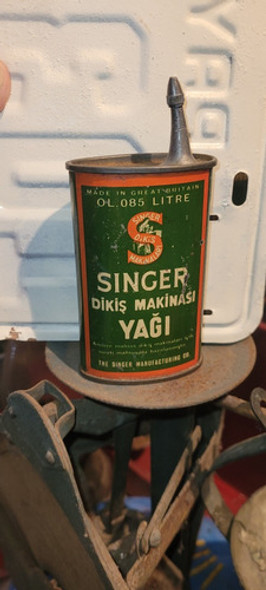 MADE IN GREAT BRITAIN
OL.085 LITRE
SINGER
DİKİŞ
MAKİNALARI
SINGER
DİKİŞ MAKİNASI
YAĞI
THE SINGER MANUFACTURING CO.